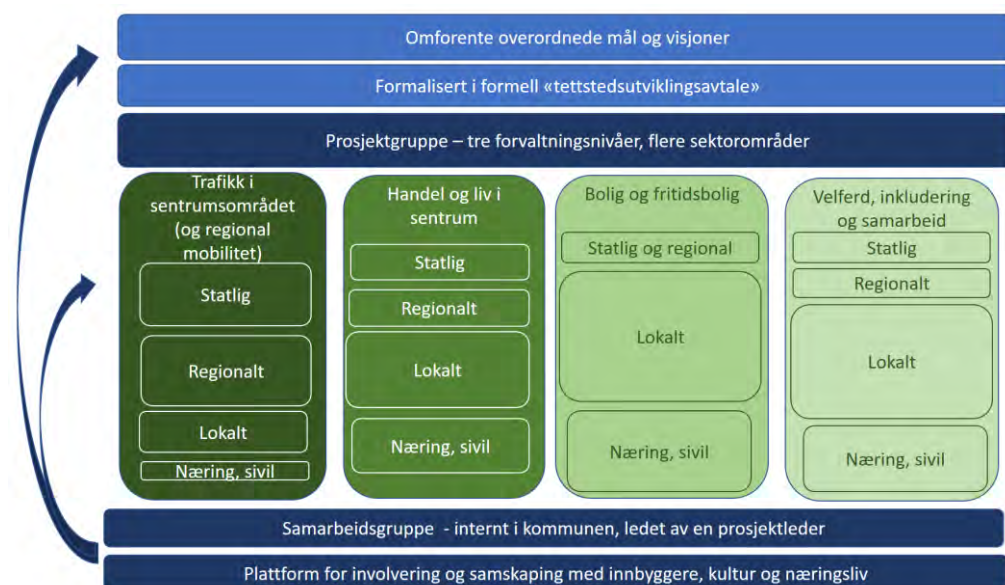 Omforente overordnede mål og visjoner
Formalisert i formell «tettstedsutviklingsavtale»
Prosjektgruppe – tre forvaltningsnivåer, flere sektorområder
Trafikk i
sentrumsområdet
(og regional
mobilitet)
Statlig
Regionalt
Lokalt
Næring, sivil
Handel og liv i
sentrum
Statlig
Regionalt
Lokalt
Næring, sivil
Bolig og fritidsbolig
Statlig og regional
Lokalt
Næring, sivil
Velferd, inkludering
og samarbeid
Statlig
Regionalt
Lokalt
Næring, sivil
Samarbeidsgruppe - internt i kommunen, ledet av en prosjektleder
Plattform for involvering og samskaping med innbyggere, kultur og næringsliv